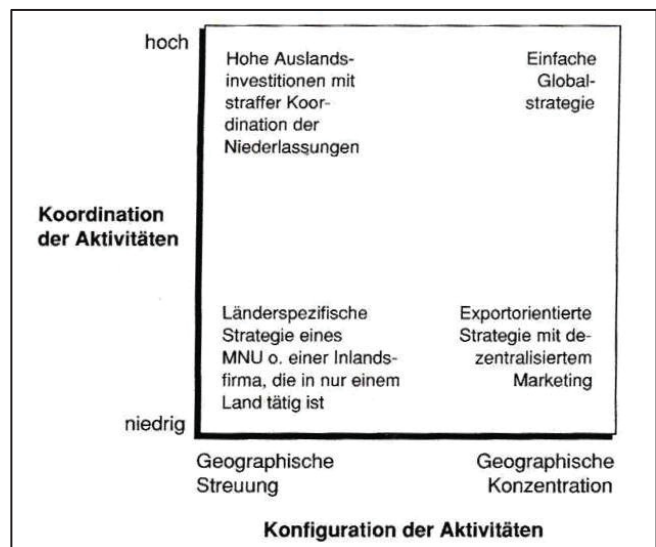 hoch
Hohe Auslands-
investitionen mit
straffer Koor-
dination der
Niederlassungen
Einfache
Global-
strategie
Koordination
der Aktivitäten
Länderspezifische
Strategie eines
MNU o. einer Inlands-
firma, die in nur einem
Land tätig ist
Exportorientierte
Strategie mit de-
zentralisiertem
Marketing
niedrig
Geographische
Streuung
Geographische
Konzentration
Konfiguration der Aktivitäten